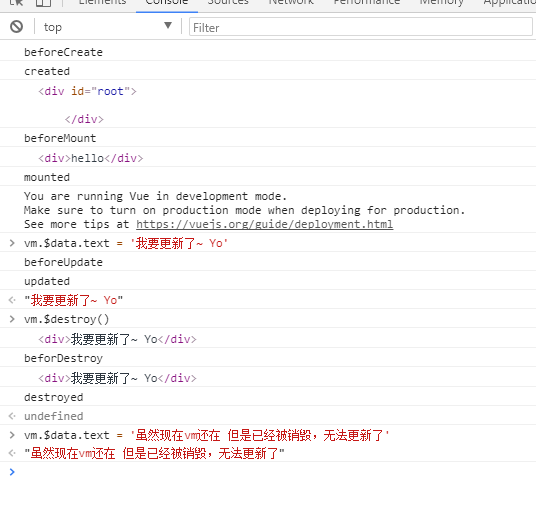 Elements Console Sources Network Performance Memory Application
top Filter
beforeCreate
created
<div id="root">
</div>
beforeMount
<div>hello</div>
mounted
You are running Vue in development mode.
Make sure to turn on production mode when deploying for production.
See more tips at https://vuejs.org/guide/deployment.html
> vm.$data.text = '我要更新了~ Yo'
beforeUpdate
updated
"我要更新了~ Yo"
> vm.$destroy()
<div>我要更新了~ Yo</div>
beforDestroy
<div>我要更新了~ Yo</div>
destroyed
undefined
> vm.$data.text = '虽然现在vm还在 但是已经被销毁，无法更新了'
"虽然现在vm还在 但是已经被销毁，无法更新了"
>